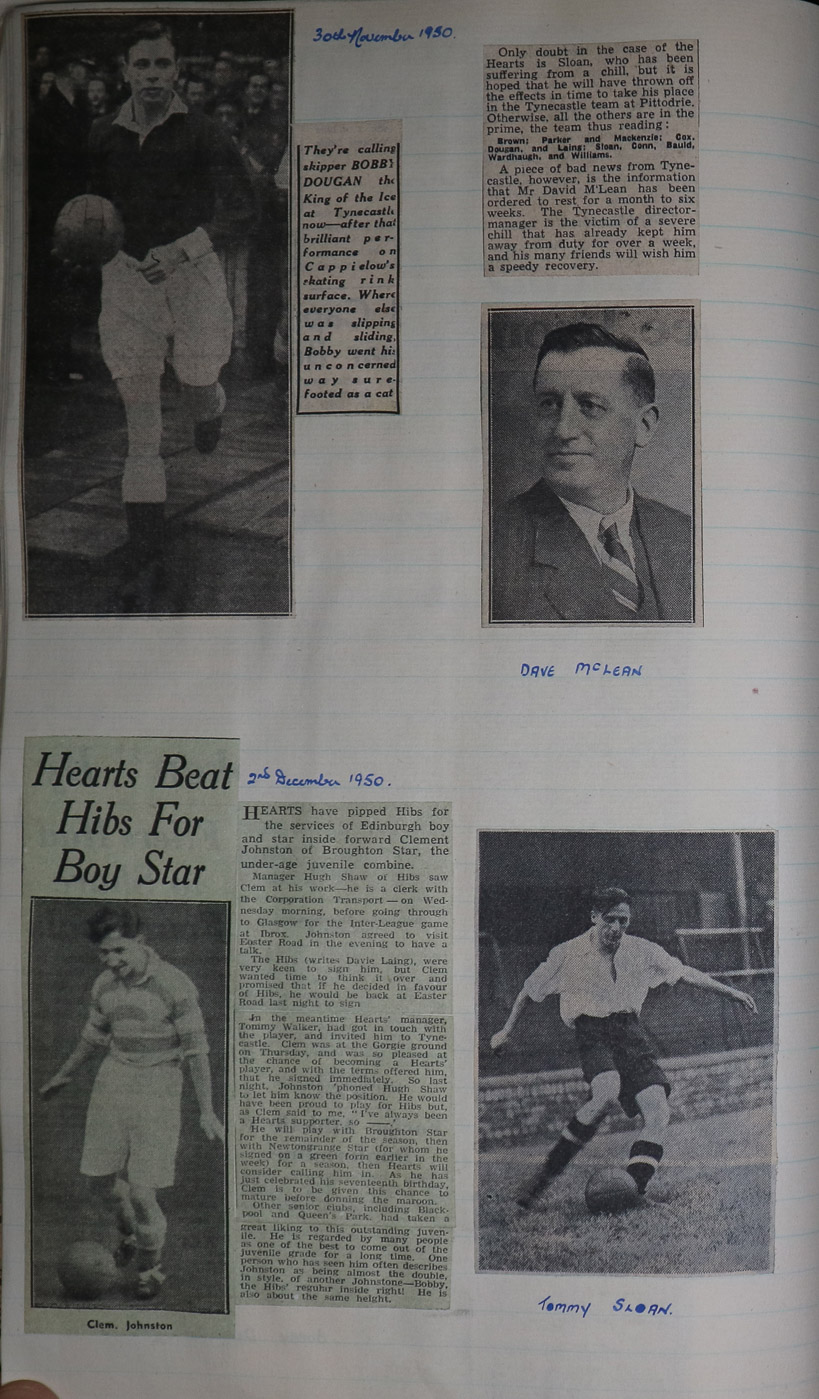 30th November 1950.
They're calling
skipper BOBBY
DOUGAN the
King of the Ice
at Tynecastle
now—after that
brilliant per-
formance on
Cappielow's
skating rink
surface. Where
everyone else
was slipping
and sliding,
Bobby went his
unconcerned
way sure-
footed as a cat
Only doubt in the case of the
Hearts is Sloan, who has been
suffering from a chill, but it is
hoped that he will have thrown off
the effects in time to take his place
in the Tynecastle team at Pittodrie.
Otherwise, all the others are in the
prime, the team thus reading:
Brown; Parker and Mackenzie; Cox,
Dougan, and Laing; Sloan, Conn, Bauld,
Wardhaugh, and Williams.
A piece of bad news from Tyne-
castle, however, is the information
that Mr David M'Lean has been
ordered to rest for a month to six
weeks. The Tynecastle director-
manager is the victim of a severe
chill that has already kept him
away from duty for over a week,
and his many friends will wish him
a speedy recovery.
DAVE McLEAN
Hearts Beat
Hibs For
Boy Star
Clem. Johnston
2nd December 1950.
HEARTS have pipped Hibs for
the services of Edinburgh boy
and star inside forward Clement
Johnston of Broughton Star, the
under-age juvenile combine.
Manager Hugh Shaw of Hibs saw
Clem at his work—he is a clerk with
the Corporation Transport—on Wed-
nesday morning, before going through
to Glasgow for the Inter-League game
at Ibrox. Johnston agreed to visit
Easter Road in the evening to have a
talk.
The Hibs (writes Davie Laing), were
very keen to sign him, but Clem
wanted time to think it over and
promised that if he decided in favour
of Hibs, he would be back at Easter
Road last night to sign
In the meantime Hearts' manager,
Tommy Walker, had got in touch with
the player, and invited him to Tyne-
castle. Clem was at the Gorgie ground
on Thursday, and was so pleased at
the chance of becoming a Hearts'
player, and with the terms offered him,
that he signed immediately. So last
night, Johnston 'phoned Hugh Shaw
to let him know the position. He would
have been proud to play for Hibs but,
as Clem said to me, "I've always been
a Hearts supporter, so ——."
He will play with Broughton Star
for the remainder of the season, then
with Newtongrange Star (for whom he
signed on a green form earlier in the
week) for a season, then Hearts will
consider calling him in. As he has
just celebrated his seventeenth birthday,
Clem is to be given this chance to
mature before donning the maroon.
Other senior clubs, including Black-
pool and Queen's Park, had taken a
great liking to this outstanding juven-
ile. He is regarded by many people
as one of the best to come out of the
juvenile grade for a long time. One
person who has seen him often describes
Johnston as being almost the double,
in style, of another Johnstone—Bobby,
the Hibs' regular inside right! He is
also about the same height.
Tommy SLOAN.